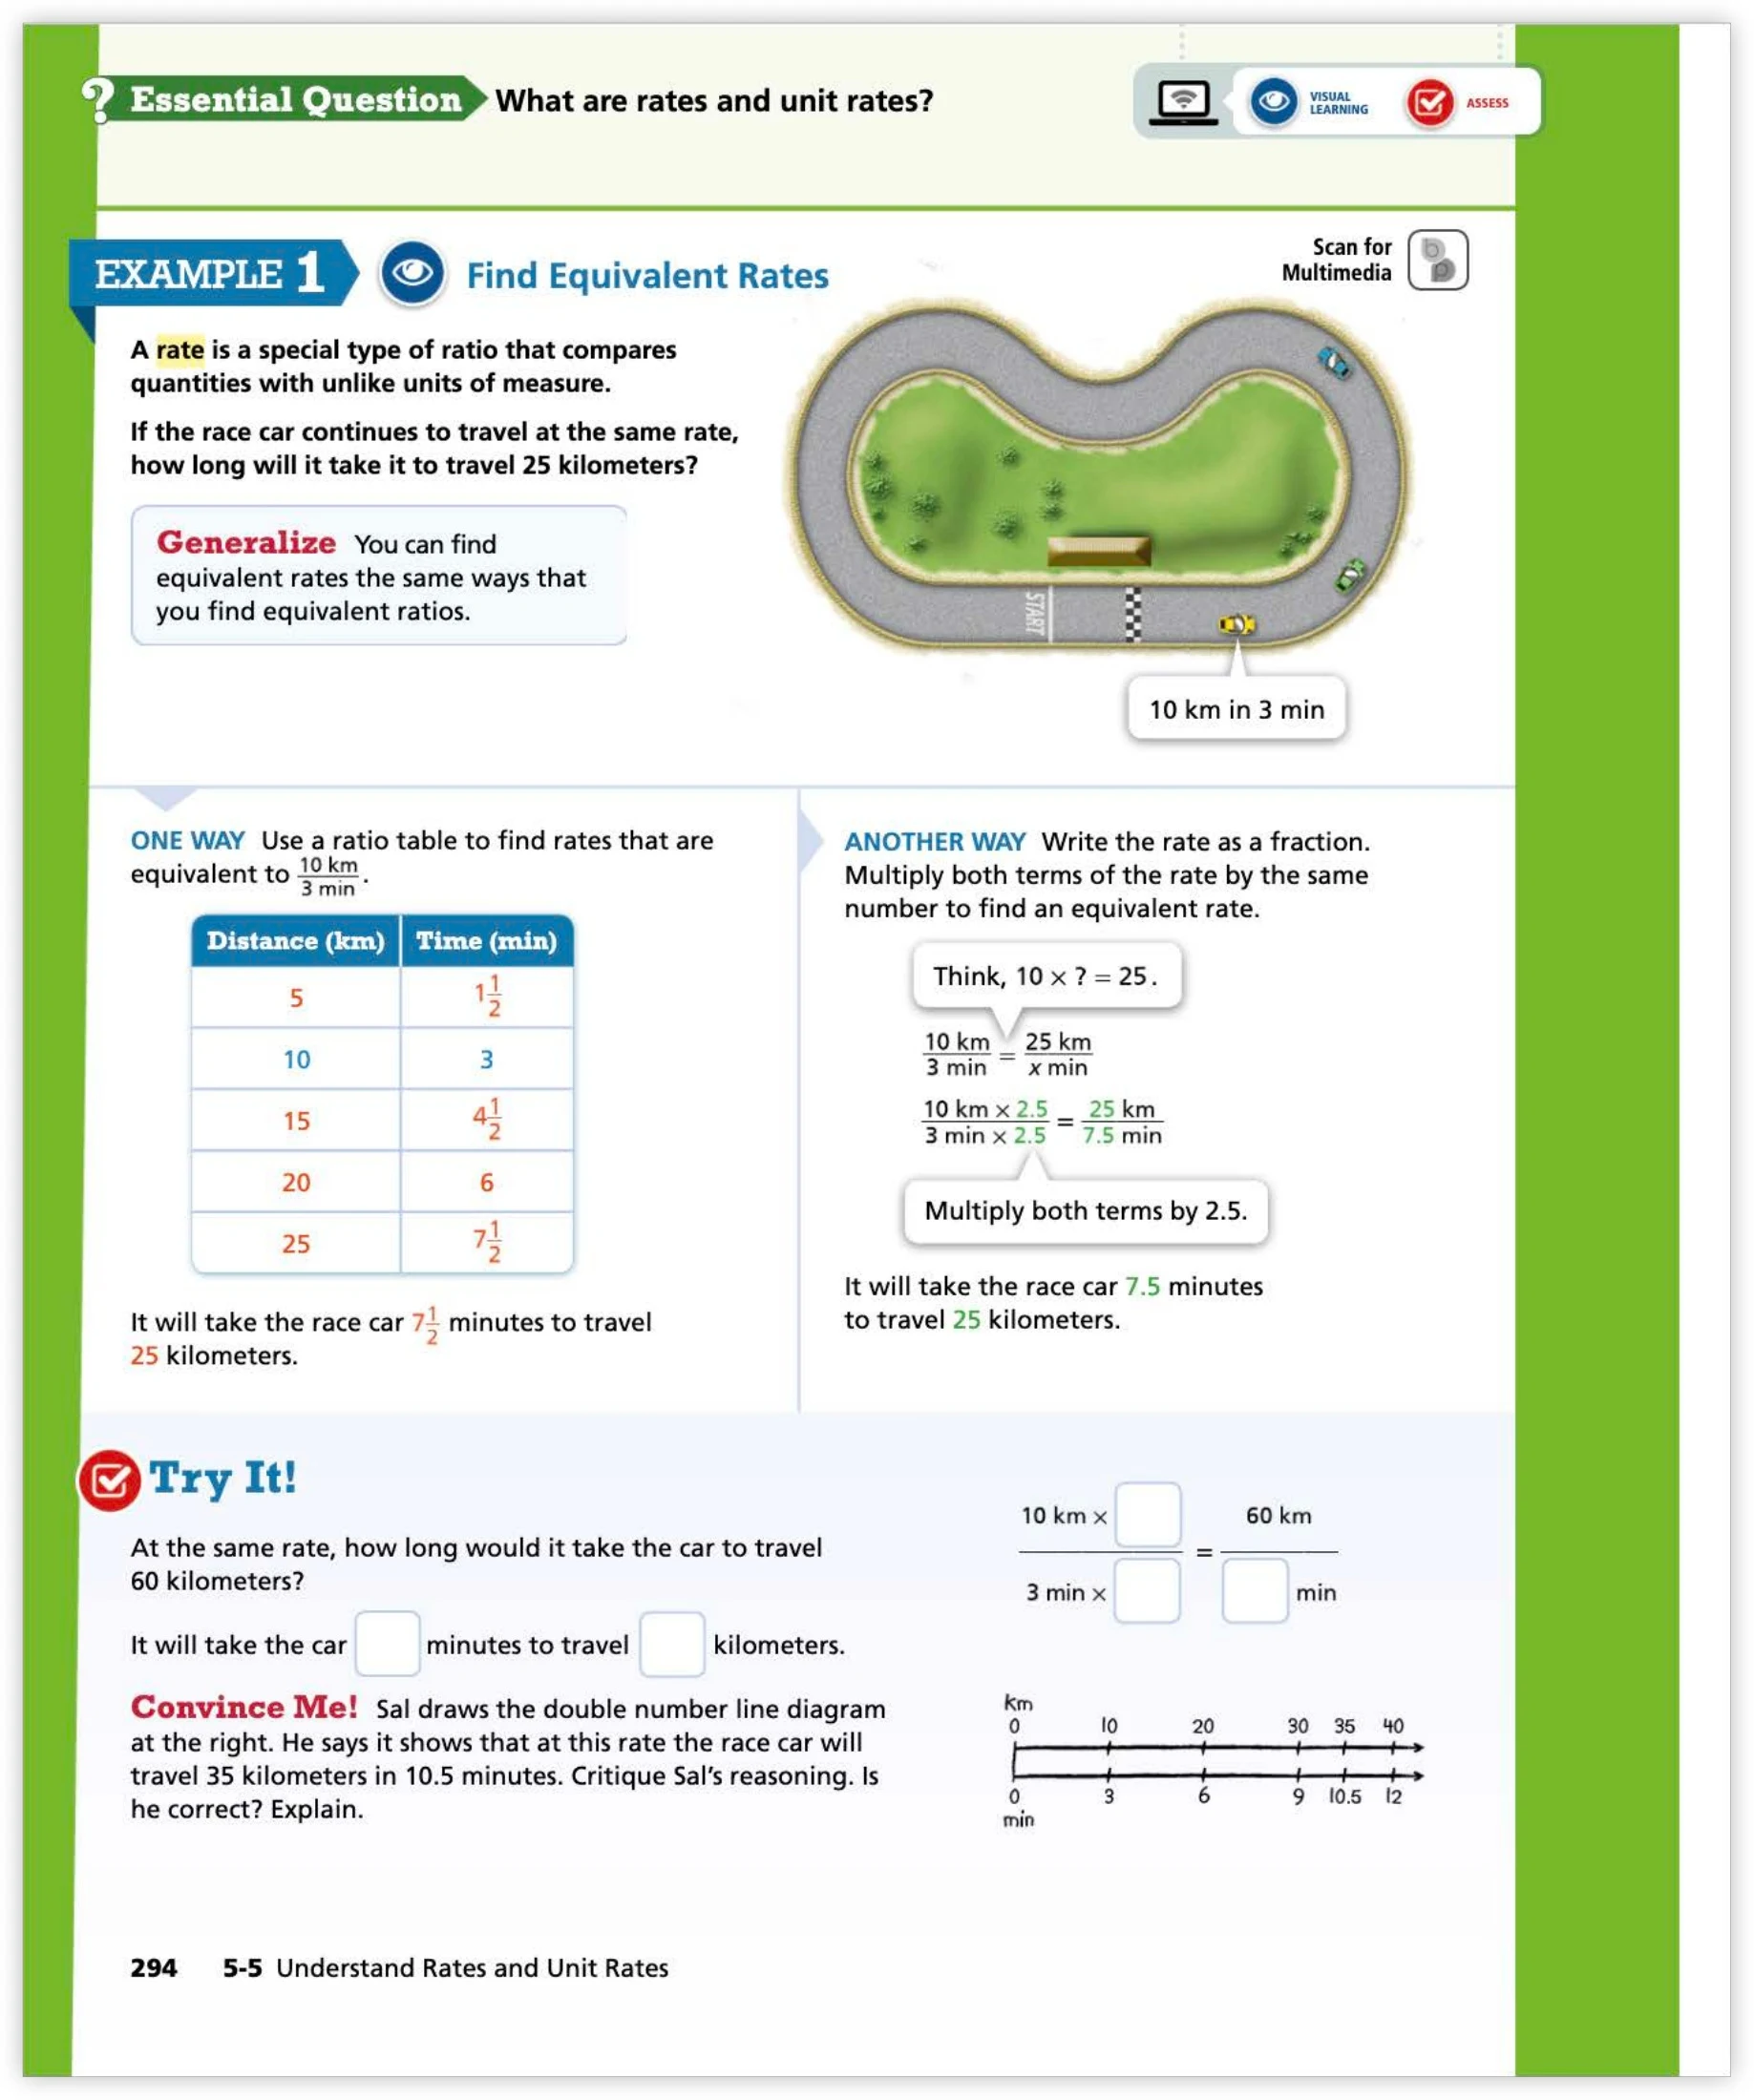 ? Essential Question What are rates and unit rates?
VISUAL
LEARNING
ASSESS
EXAMPLE 1 Find Equivalent Rates
Scan for
Multimedia
A rate is a special type of ratio that compares
quantities with unlike units of measure.
If the race car continues to travel at the same rate,
how long will it take it to travel 25 kilometers?
Generalize You can find
equivalent rates the same ways that
you find equivalent ratios.
START
10 km in 3 min
ONE WAY Use a ratio table to find rates that are
equivalent to 10 km / 3 min.
Distance (km) Time (min)
5 1 1/2
10 3
15 4 1/2
20 6
25 7 1/2
It will take the race car 7 1/2 minutes to travel
25 kilometers.
ANOTHER WAY Write the rate as a fraction.
Multiply both terms of the rate by the same
number to find an equivalent rate.
Think, 10 × ? = 25.
10 km / 3 min = 25 km / x min
10 km × 2.5 / 3 min × 2.5 = 25 km / 7.5 min
Multiply both terms by 2.5.
It will take the race car 7.5 minutes
to travel 25 kilometers.
Try It!
At the same rate, how long would it take the car to travel
60 kilometers?
It will take the car minutes to travel kilometers.
10 km × 60 km
=
3 min × min
Convince Me! Sal draws the double number line diagram
at the right. He says it shows that at this rate the race car will
travel 35 kilometers in 10.5 minutes. Critique Sal's reasoning. Is
he correct? Explain.
km
0 10 20 30 35 40
0 3 6 9 10.5 12
min
294 5-5 Understand Rates and Unit Rates